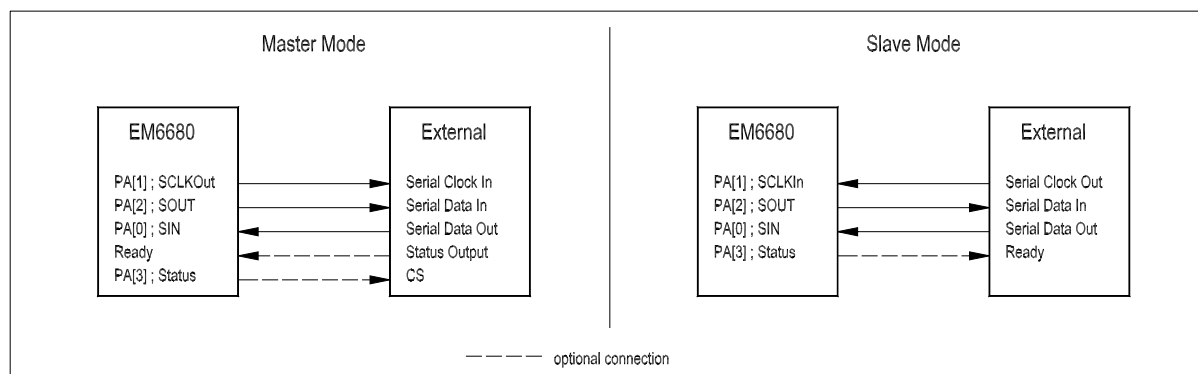 Master Mode
EM6680
External
PA[1] ; SCLKOut
Serial Clock In
PA[2] ; SOUT
Serial Data In
PA[0] ; SIN
Serial Data Out
Ready
Status Output
PA[3] ; Status
CS
Slave Mode
EM6680
External
PA[1] ; SCLKIn
Serial Clock Out
PA[2] ; SOUT
Serial Data In
PA[0] ; SIN
Serial Data Out
PA[3] ; Status
Ready
optional connection